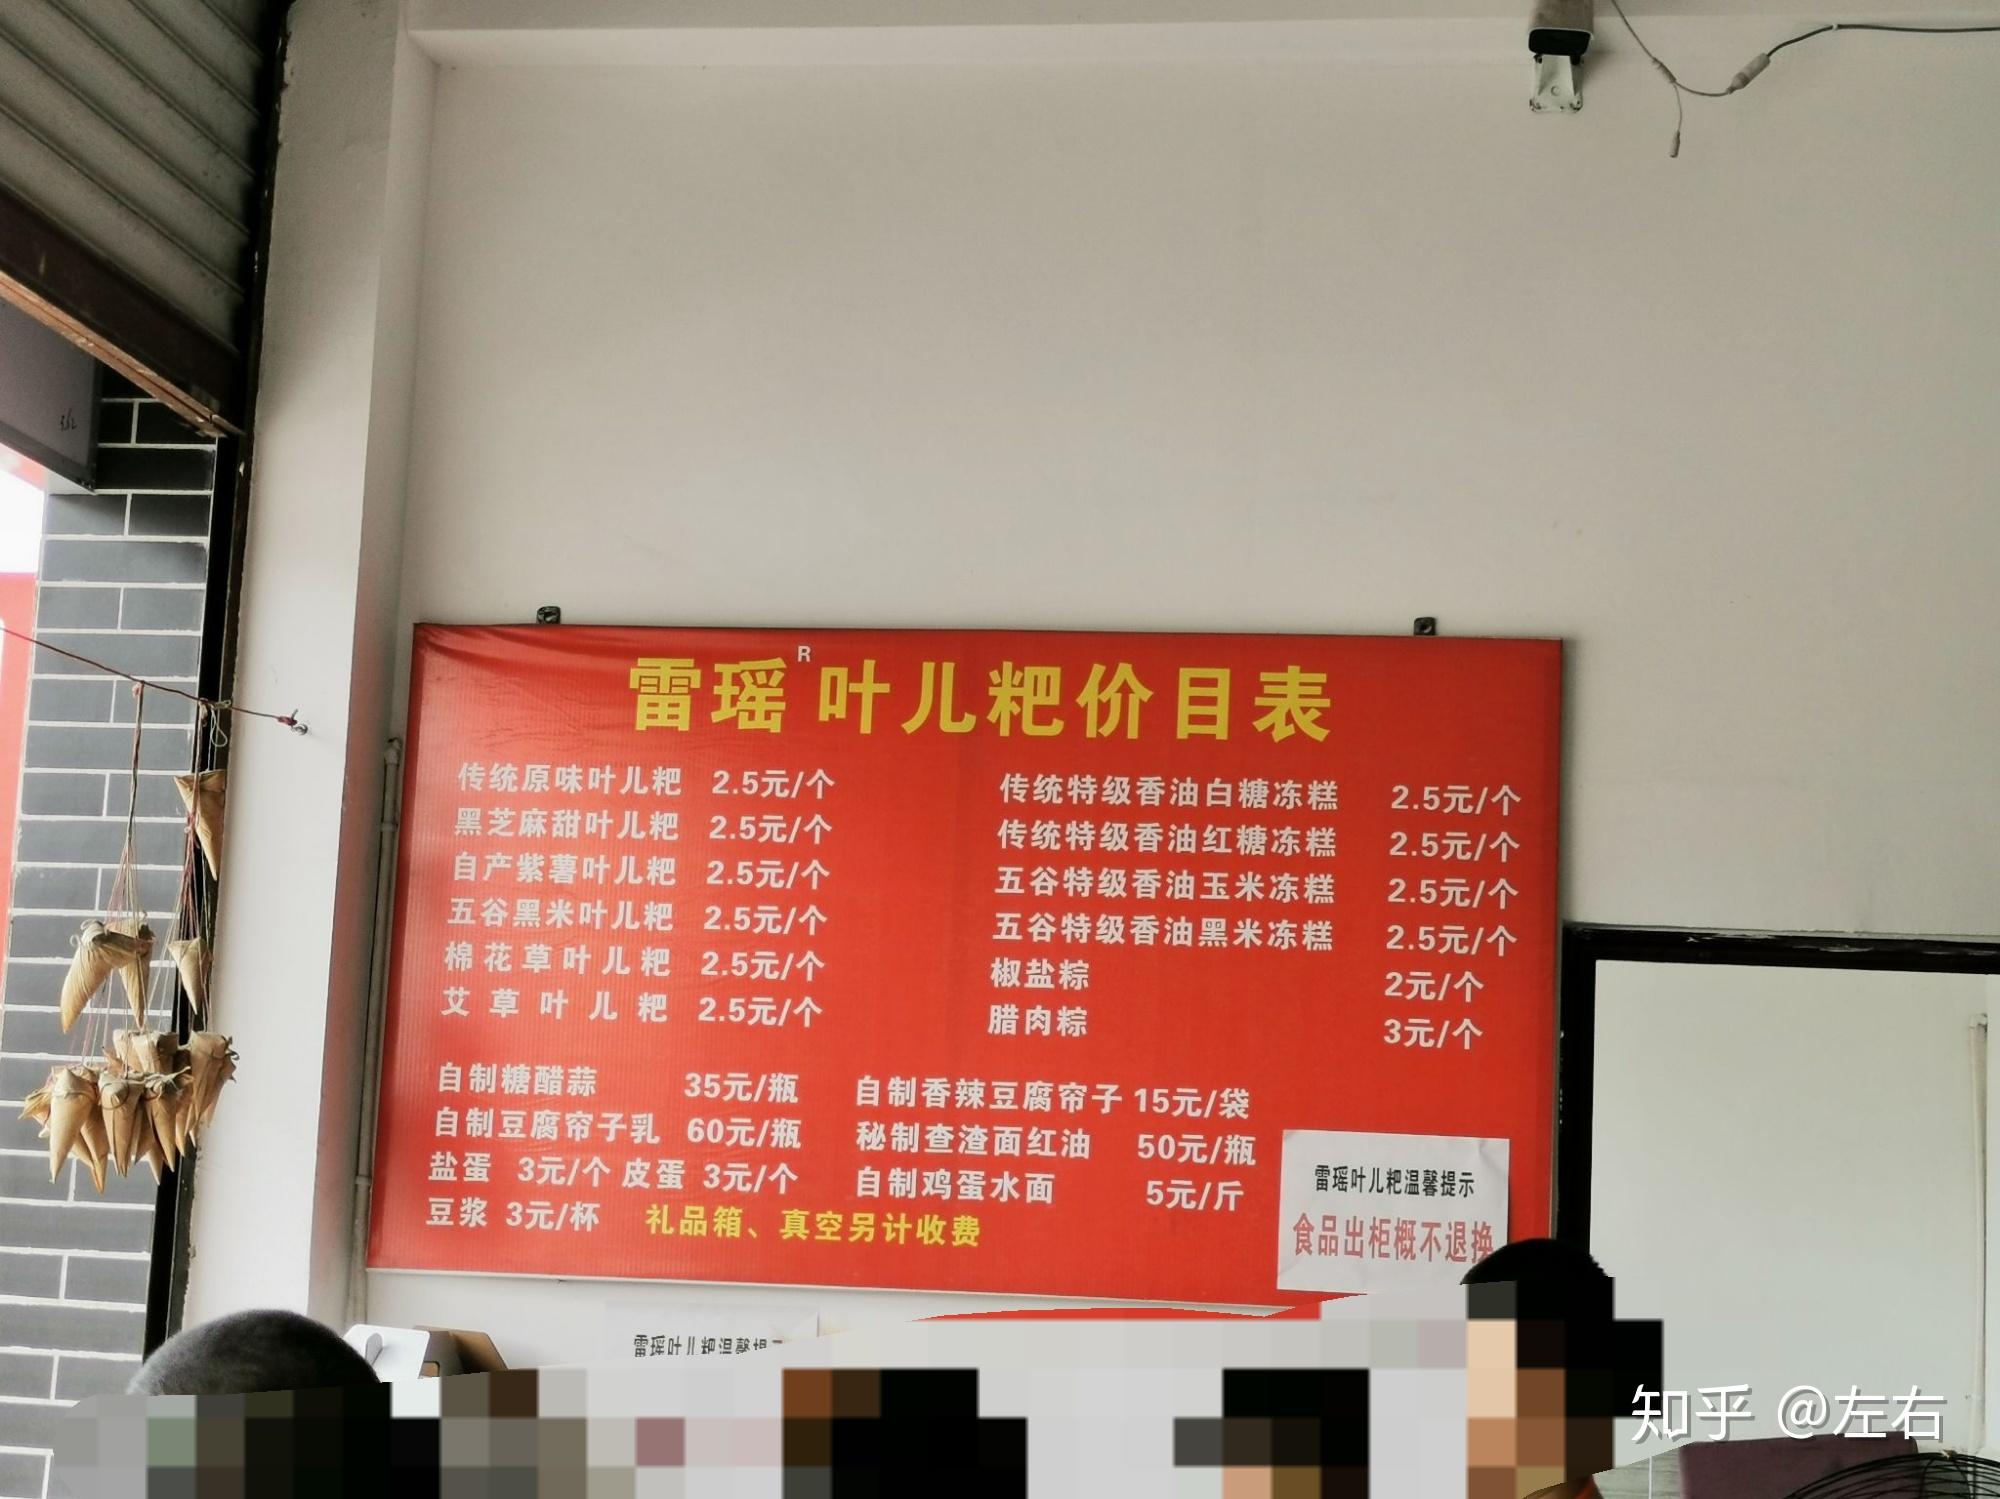 雷瑶R叶儿粑价目表
传统原味叶儿粑 2.5元/个
黑芝麻甜叶儿粑 2.5元/个
自产紫薯叶儿粑 2.5元/个
五谷黑米叶儿粑 2.5元/个
棉花草叶儿粑 2.5元/个
艾草叶儿粑 2.5元/个
传统特级香油白糖冻糕 2.5元/个
传统特级香油红糖冻糕 2.5元/个
五谷特级香油玉米冻糕 2.5元/个
五谷特级香油黑米冻糕 2.5元/个
椒盐粽 2元/个
腊肉粽 3元/个
自制糖醋蒜 35元/瓶
自制豆腐帘子乳 60元/瓶
盐蛋 3元/个 皮蛋 3元/个
豆浆 3元/杯 礼品箱、真空另计收费
自制香辣豆腐帘子 15元/袋
秘制查渣面红油 50元/瓶
自制鸡蛋水面 5元/斤
雷瑶叶儿粑温馨提示
食品出柜概不退换
雷瑶叶儿粑温馨提
知乎 @左右